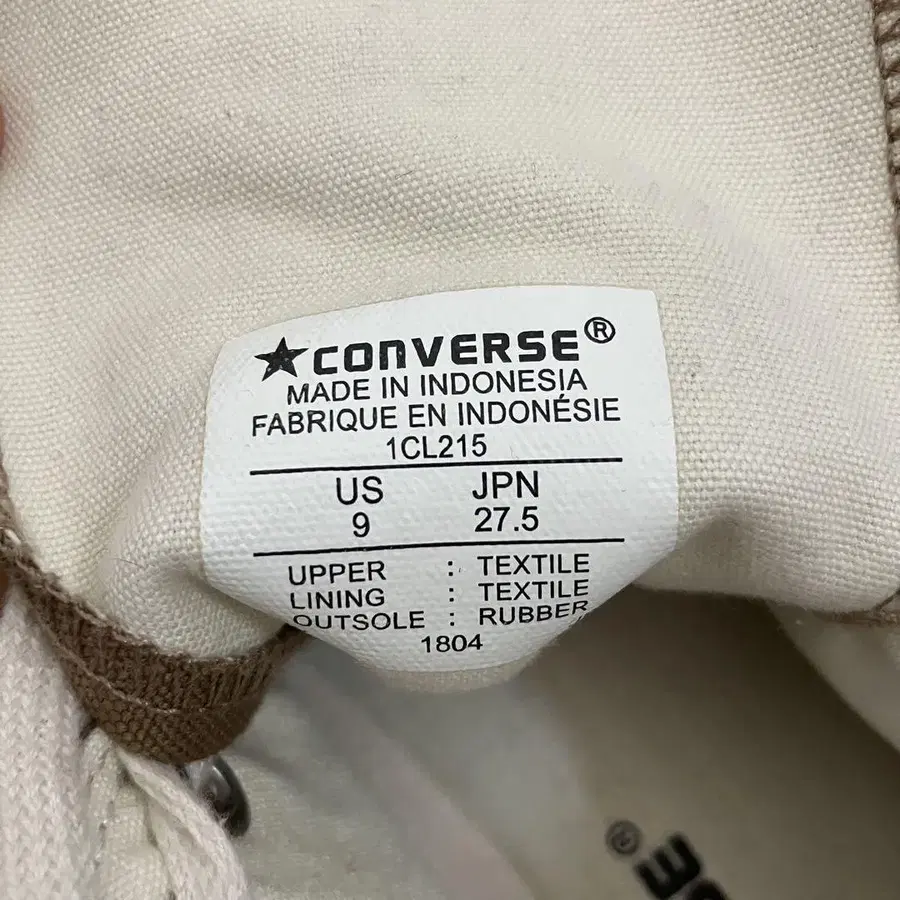 ★CONVERSE®
MADE IN INDONESIA
FABRIQUE EN INDONÉSIE
1CL215
US JPN
9 27.5
UPPER : TEXTILE
LINING : TEXTILE
OUTSOLE : RUBBER
1804